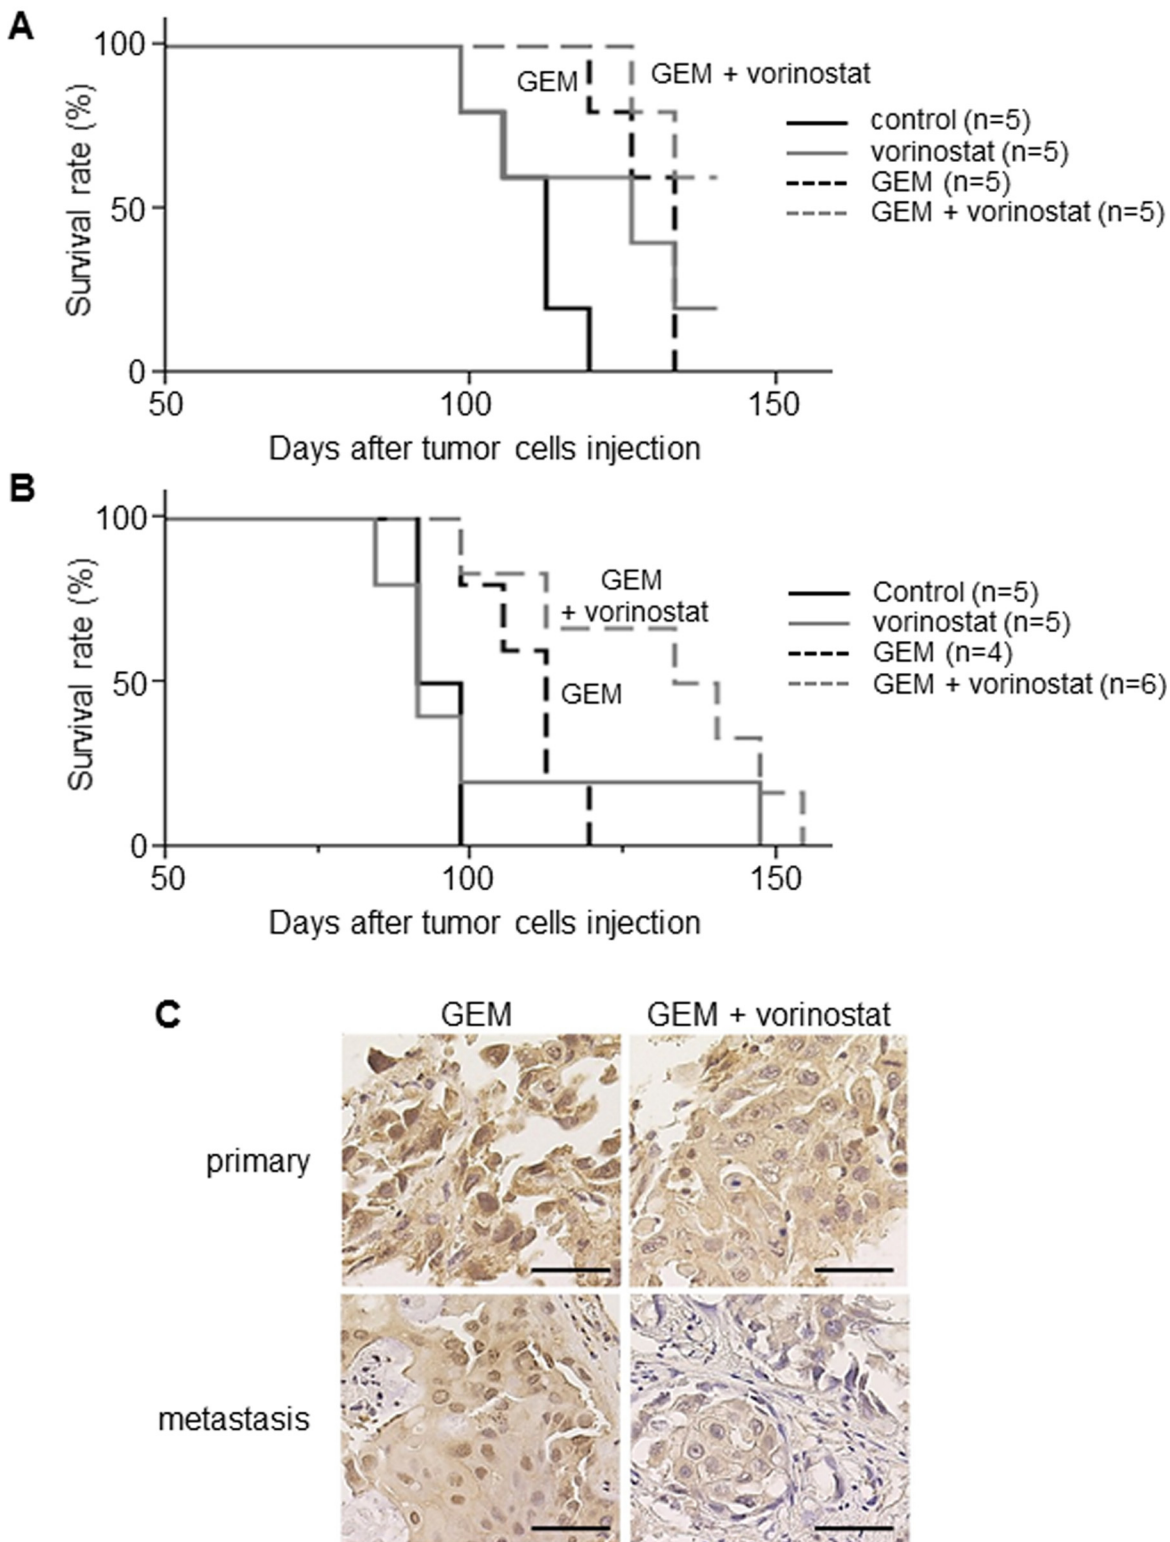 A
Survival rate (%)
100
50
0
GEM
GEM + vorinostat
control (n=5)
vorinostat (n=5)
GEM (n=5)
GEM + vorinostat (n=5)
50
100
150
Days after tumor cells injection
B
Survival rate (%)
100
50
0
GEM
+ vorinostat
GEM
Control (n=5)
vorinostat (n=5)
GEM (n=4)
GEM + vorinostat (n=6)
50
100
150
Days after tumor cells injection
C
GEM
GEM + vorinostat
primary
metastasis